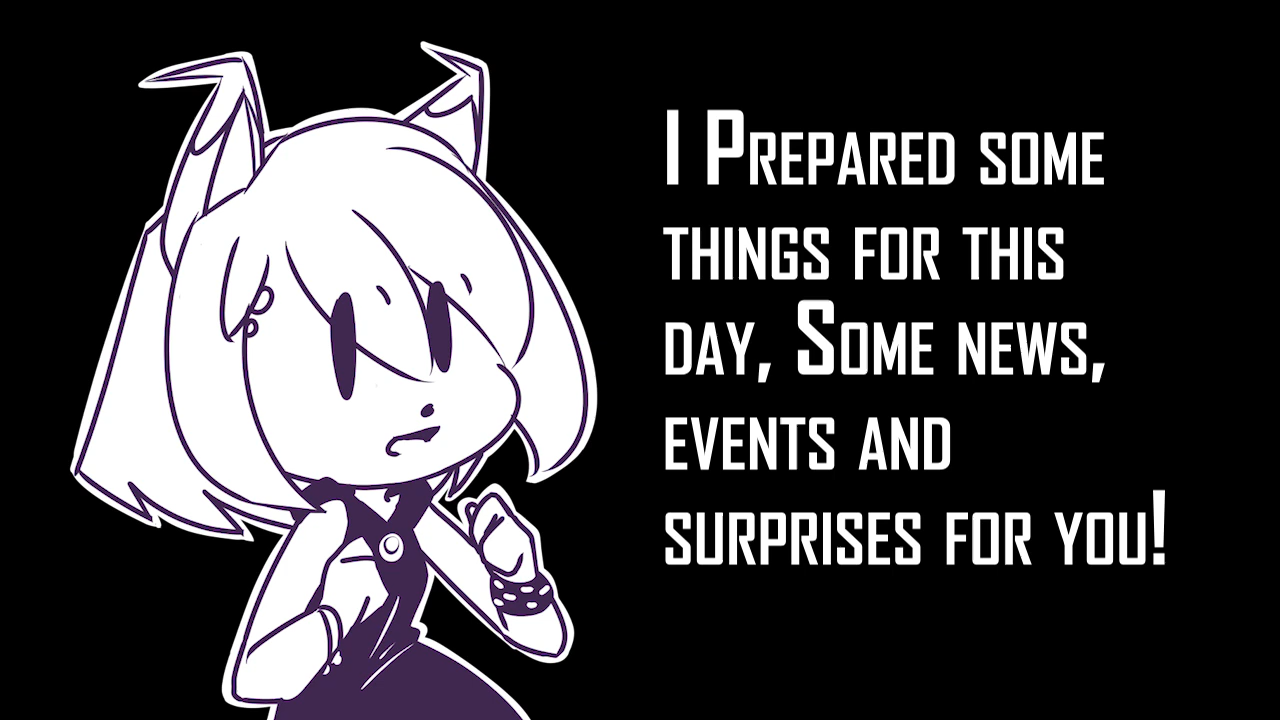 I Prepared some
things for this
day, Some news,
events and
surprises for you!